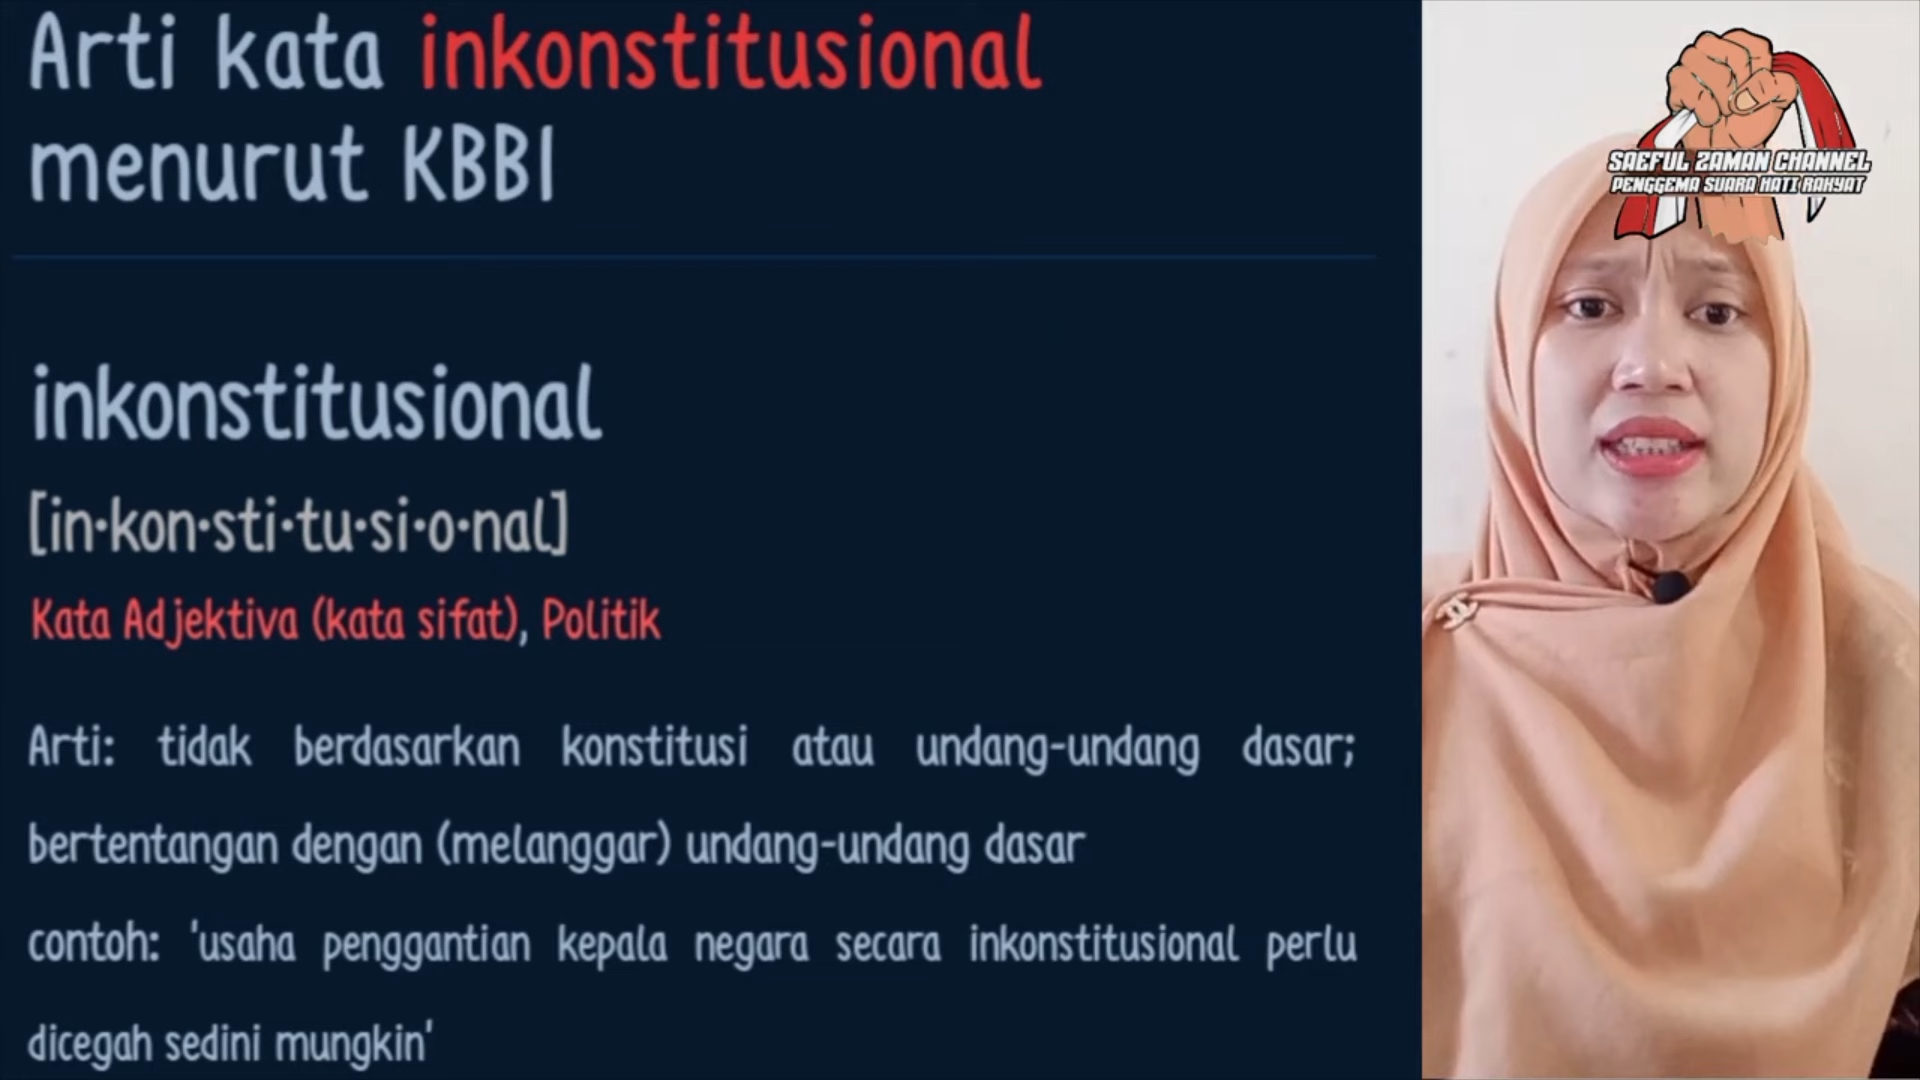 Arti kata inkonstitusional
menurut KBBI
inkonstitusional
[in·kon·sti·tu·si·o·nal]
Kata Adjektiva (kata sifat), Politik
Arti: tidak berdasarkan konstitusi atau undang-undang dasar;
bertentangan dengan (melanggar) undang-undang dasar
contoh: 'usaha penggantian kepala negara secara inkonstitusional perlu
dicegah sedini mungkin'
SAEFUL ZAMAN CHANNEL
PENGGEMA SUARA HATI RAKYAT